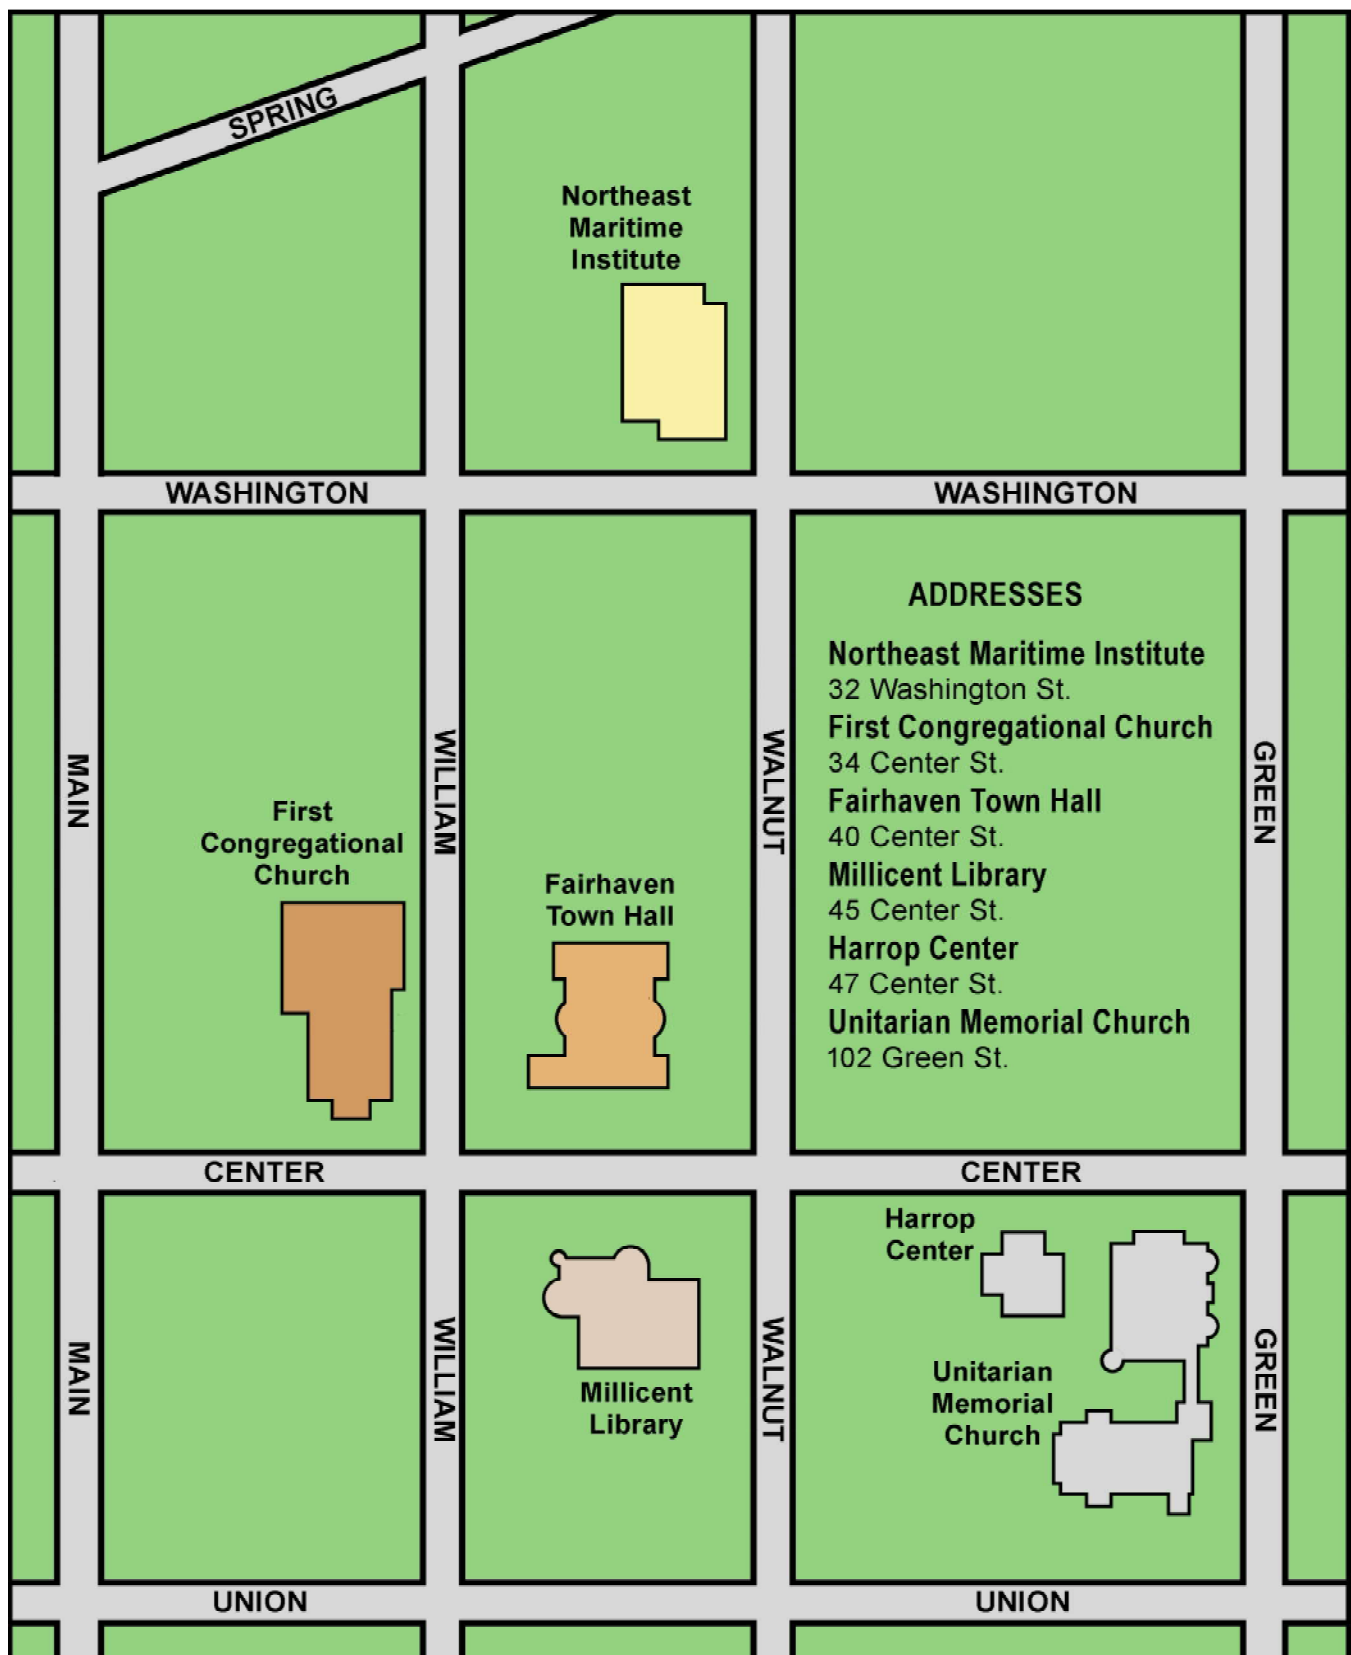 SPRING
Northeast
Maritime
Institute
WASHINGTON
WASHINGTON
ADDRESSES
Northeast Maritime Institute
32 Washington St.
First Congregational Church
34 Center St.
Fairhaven Town Hall
40 Center St.
Millicent Library
45 Center St.
Harrop Center
47 Center St.
Unitarian Memorial Church
102 Green St.
MAIN
WILLIAM
WALNUT
GREEN
First
Congregational
Church
Fairhaven
Town Hall
CENTER
CENTER
Harrop
Center
MAIN
WILLIAM
WALNUT
GREEN
Millicent
Library
Unitarian
Memorial
Church
UNION
UNION